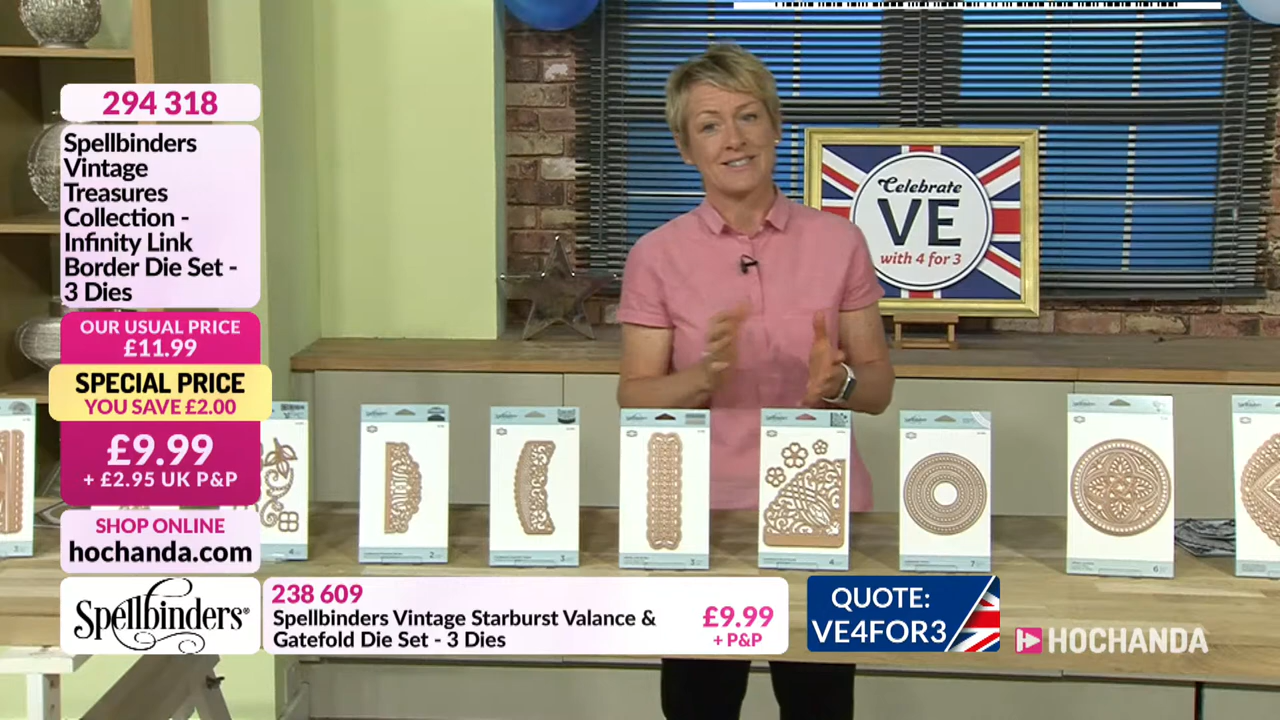 294 318
Spellbinders
Vintage
Treasures
Collection -
Infinity Link
Border Die Set -
3 Dies
OUR USUAL PRICE
£11.99
SPECIAL PRICE
YOU SAVE £2.00
£9.99
+ £2.95 UK P&P
SHOP ONLINE
hochanda.com
Celebrate
VE
with 4 for 3
Spellbinders®
238 609
Spellbinders Vintage Starburst Valance &
Gatefold Die Set - 3 Dies
£9.99
+ P&P
QUOTE:
VE4FOR3
HOCHANDA